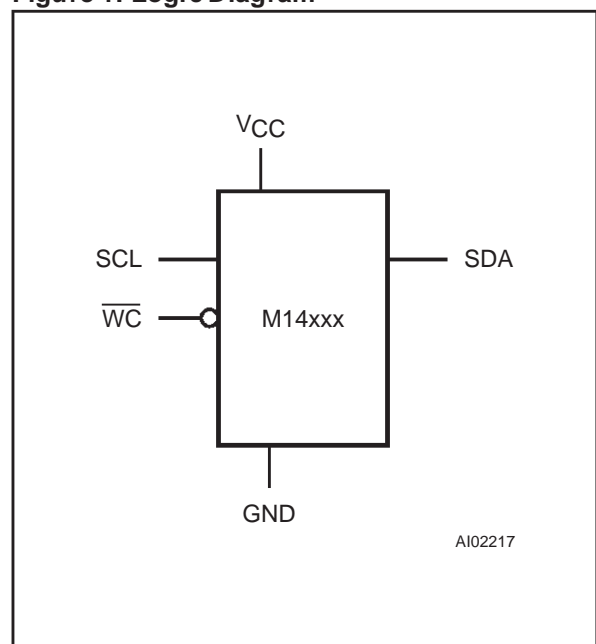 Figure 1. Logic Diagram
VCC
SCL
SDA
WC
M14xxx
GND
AI02217